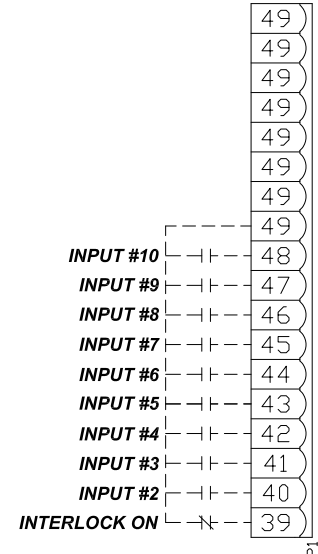 49
49
49
49
49
49
49
49
INPUT #10 48
INPUT #9 47
INPUT #8 46
INPUT #7 45
INPUT #6 44
INPUT #5 43
INPUT #4 42
INPUT #3 41
INPUT #2 40
INTERLOCK ON 39